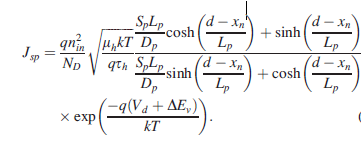 J_{sp} = \frac{qn_{in}^2}{N_D} \sqrt{\frac{\mu_h kT}{q\tau_h}} \frac{\frac{S_p L_p}{D_p} \cosh\left(\frac{d - x_n}{L_p}\right) + \sinh\left(\frac{d - x_n}{L_p}\right)}{\frac{S_p L_p}{D_p} \sinh\left(\frac{d - x_n}{L_p}\right) + \cosh\left(\frac{d - x_n}{L_p}\right)}
\times \exp\left(\frac{-q(V_d + \Delta E_v)}{kT}\right).